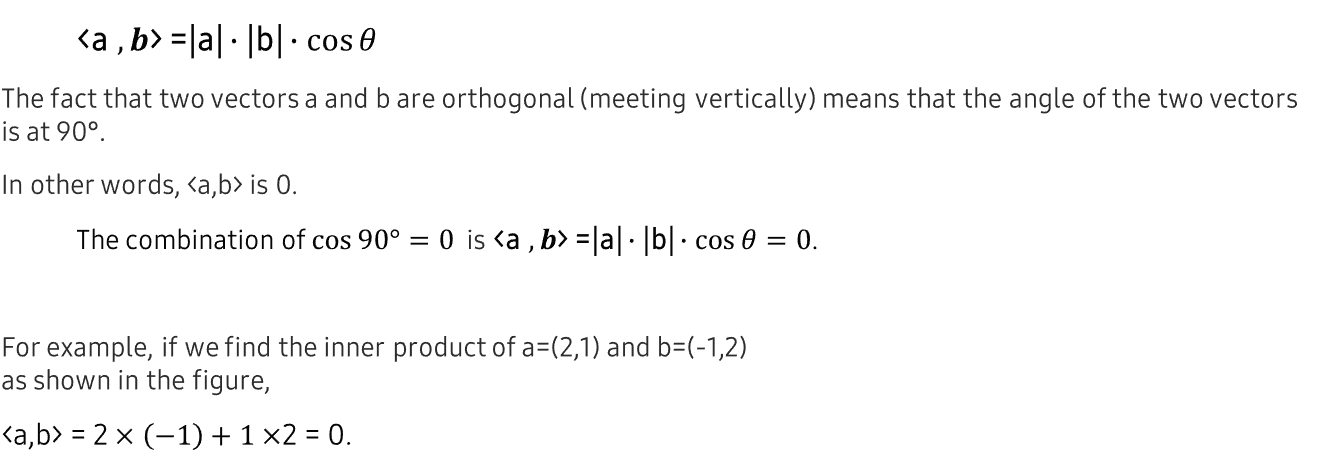 <a , b> =|a| · |b| · cos θ
The fact that two vectors a and b are orthogonal (meeting vertically) means that the angle of the two vectors
is at 90°.
In other words, <a,b> is 0.
The combination of cos 90° = 0 is <a , b> =|a| · |b| · cos θ = 0.
For example, if we find the inner product of a=(2,1) and b=(-1,2)
as shown in the figure,
<a,b> = 2 × (−1) + 1 ×2 = 0.